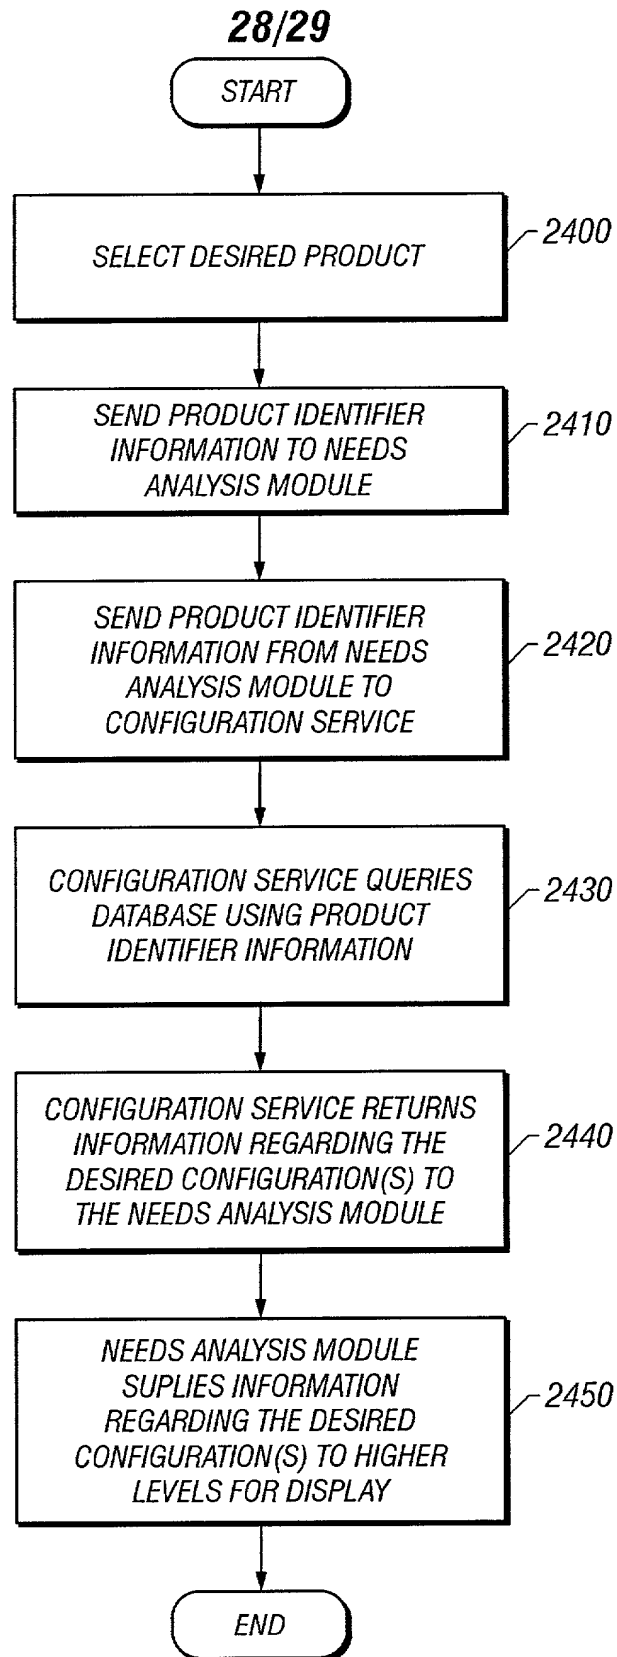 28/29
START
SELECT DESIRED PRODUCT
2400
SEND PRODUCT IDENTIFIER
INFORMATION TO NEEDS
ANALYSIS MODULE
2410
SEND PRODUCT IDENTIFIER
INFORMATION FROM NEEDS
ANALYSIS MODULE TO
CONFIGURATION SERVICE
2420
CONFIGURATION SERVICE QUERIES
DATABASE USING PRODUCT
IDENTIFIER INFORMATION
2430
CONFIGURATION SERVICE RETURNS
INFORMATION REGARDING THE
DESIRED CONFIGURATION(S) TO
THE NEEDS ANALYSIS MODULE
2440
NEEDS ANALYSIS MODULE
SUPLIES INFORMATION
REGARDING THE DESIRED
CONFIGURATION(S) TO HIGHER
LEVELS FOR DISPLAY
2450
END